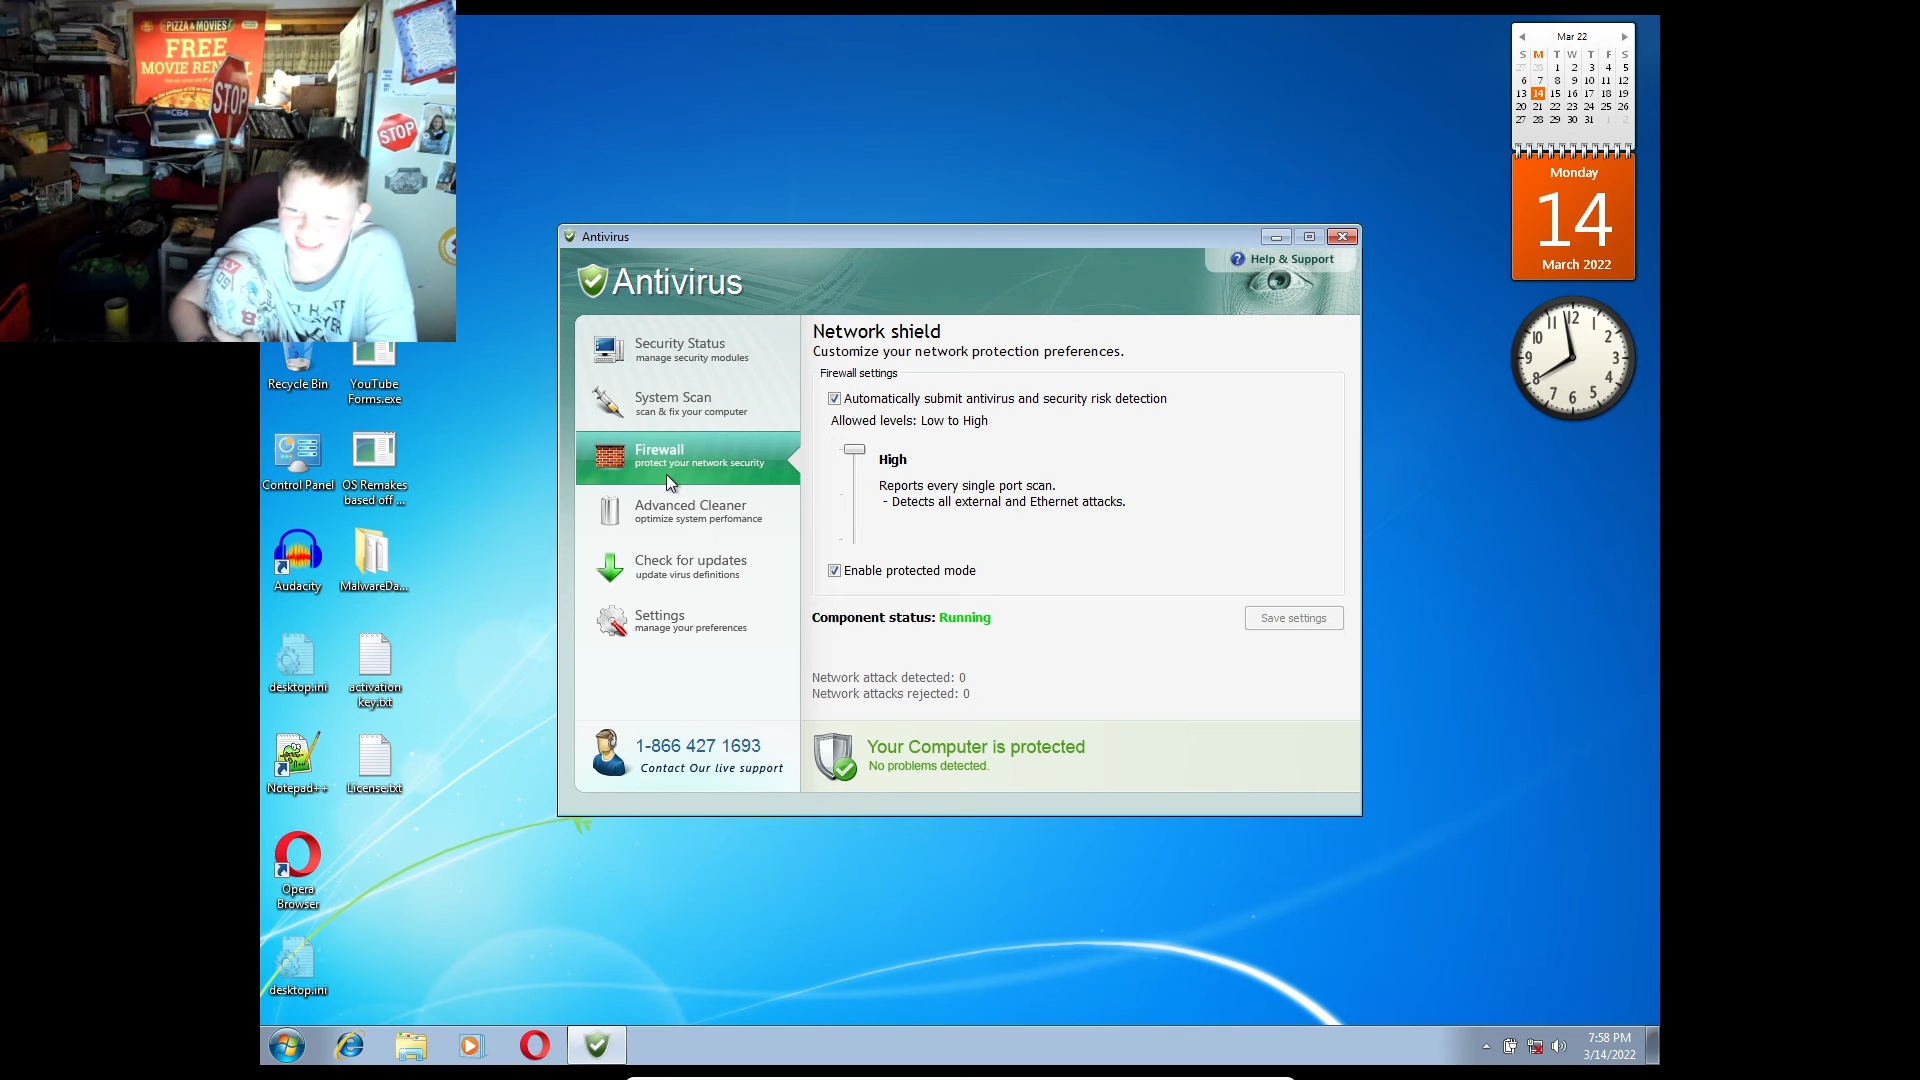 PIZZA & MOVIES
FREE
MOVIE
STOP
C64
STOP
Recycle Bin
YouTube
Forms.exe
Control Panel
OS Remakes
based off ...
Audacity
MalwareDa...
desktop.ini
activation
key.txt
Notepad++
License.txt
Opera
Browser
desktop.ini
Antivirus
Antivirus
Help & Support
Security Status
manage security modules
System Scan
scan & fix your computer
Firewall
protect your network security
Advanced Cleaner
optimize system perfomance
Check for updates
update virus definitions
Settings
manage your preferences
1-866 427 1693
Contact Our live support
Network shield
Customize your network protection preferences.
Firewall settings
Automatically submit antivirus and security risk detection
Allowed levels: Low to High
High
Reports every single port scan.
- Detects all external and Ethernet attacks.
Enable protected mode
Component status: Running
Save settings
Network attack detected: 0
Network attacks rejected: 0
Your Computer is protected
No problems detected.
Mar 22
S M T W T F S
27 28 1 2 3 4 5
6 7 8 9 10 11 12
13 14 15 16 17 18 19
20 21 22 23 24 25 26
27 28 29 30 31 1 2
Monday
14
March 2022
12 1 2 3 4 5 6 7 8 9 10 11
7:58 PM
3/14/2022